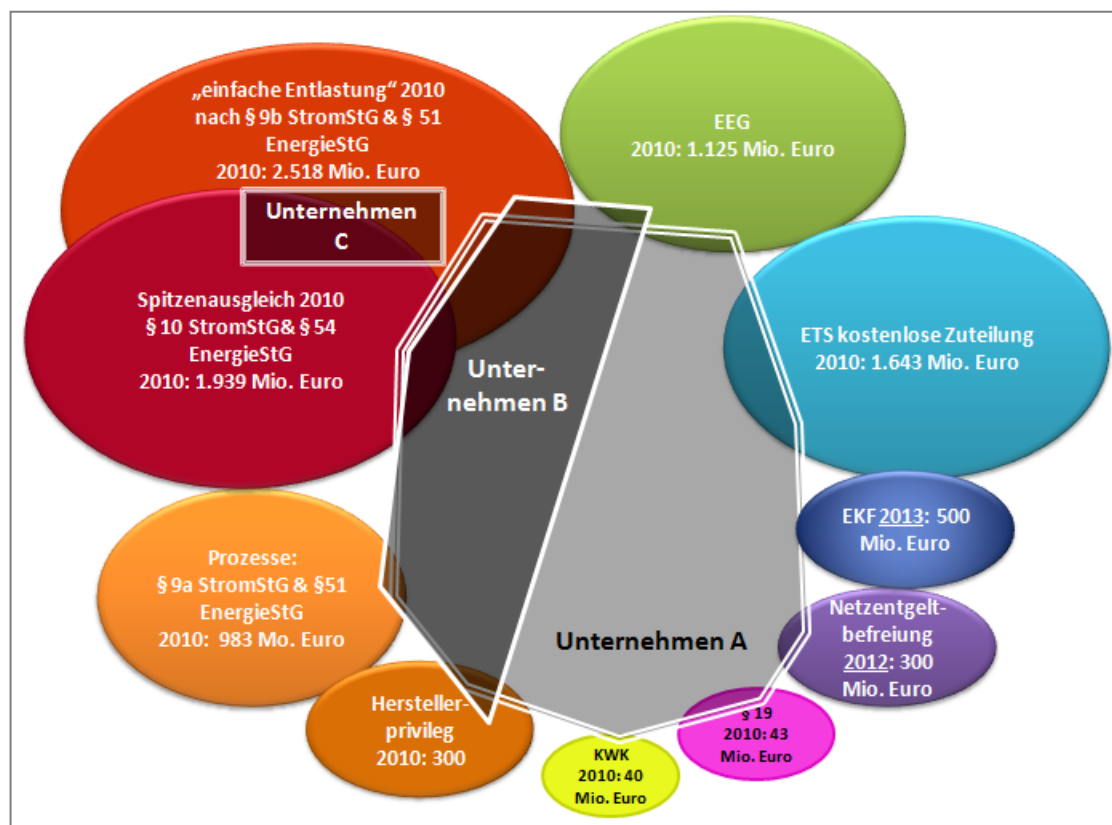 „einfache Entlastung“ 2010
nach § 9b StromStG & § 51
EnergieStG
2010: 2.518 Mio. Euro
EEG
2010: 1.125 Mio. Euro
Unternehmen
C
Spitzenausgleich 2010
§ 10 StromStG& § 54
EnergieStG
2010: 1.939 Mio. Euro
ETS kostenlose Zuteilung
2010: 1.643 Mio. Euro
Unter-
nehmen B
EKF 2013: 500
Mio. Euro
Prozesse:
§ 9a StromStG & §51
EnergieStG
2010: 983 Mo. Euro
Unternehmen A
Netzentgelt-
befreiung
2012: 300
Mio. Euro
Hersteller-
privileg
2010: 300
§ 19
2010: 43
Mio. Euro
KWK
2010: 40
Mio. Euro